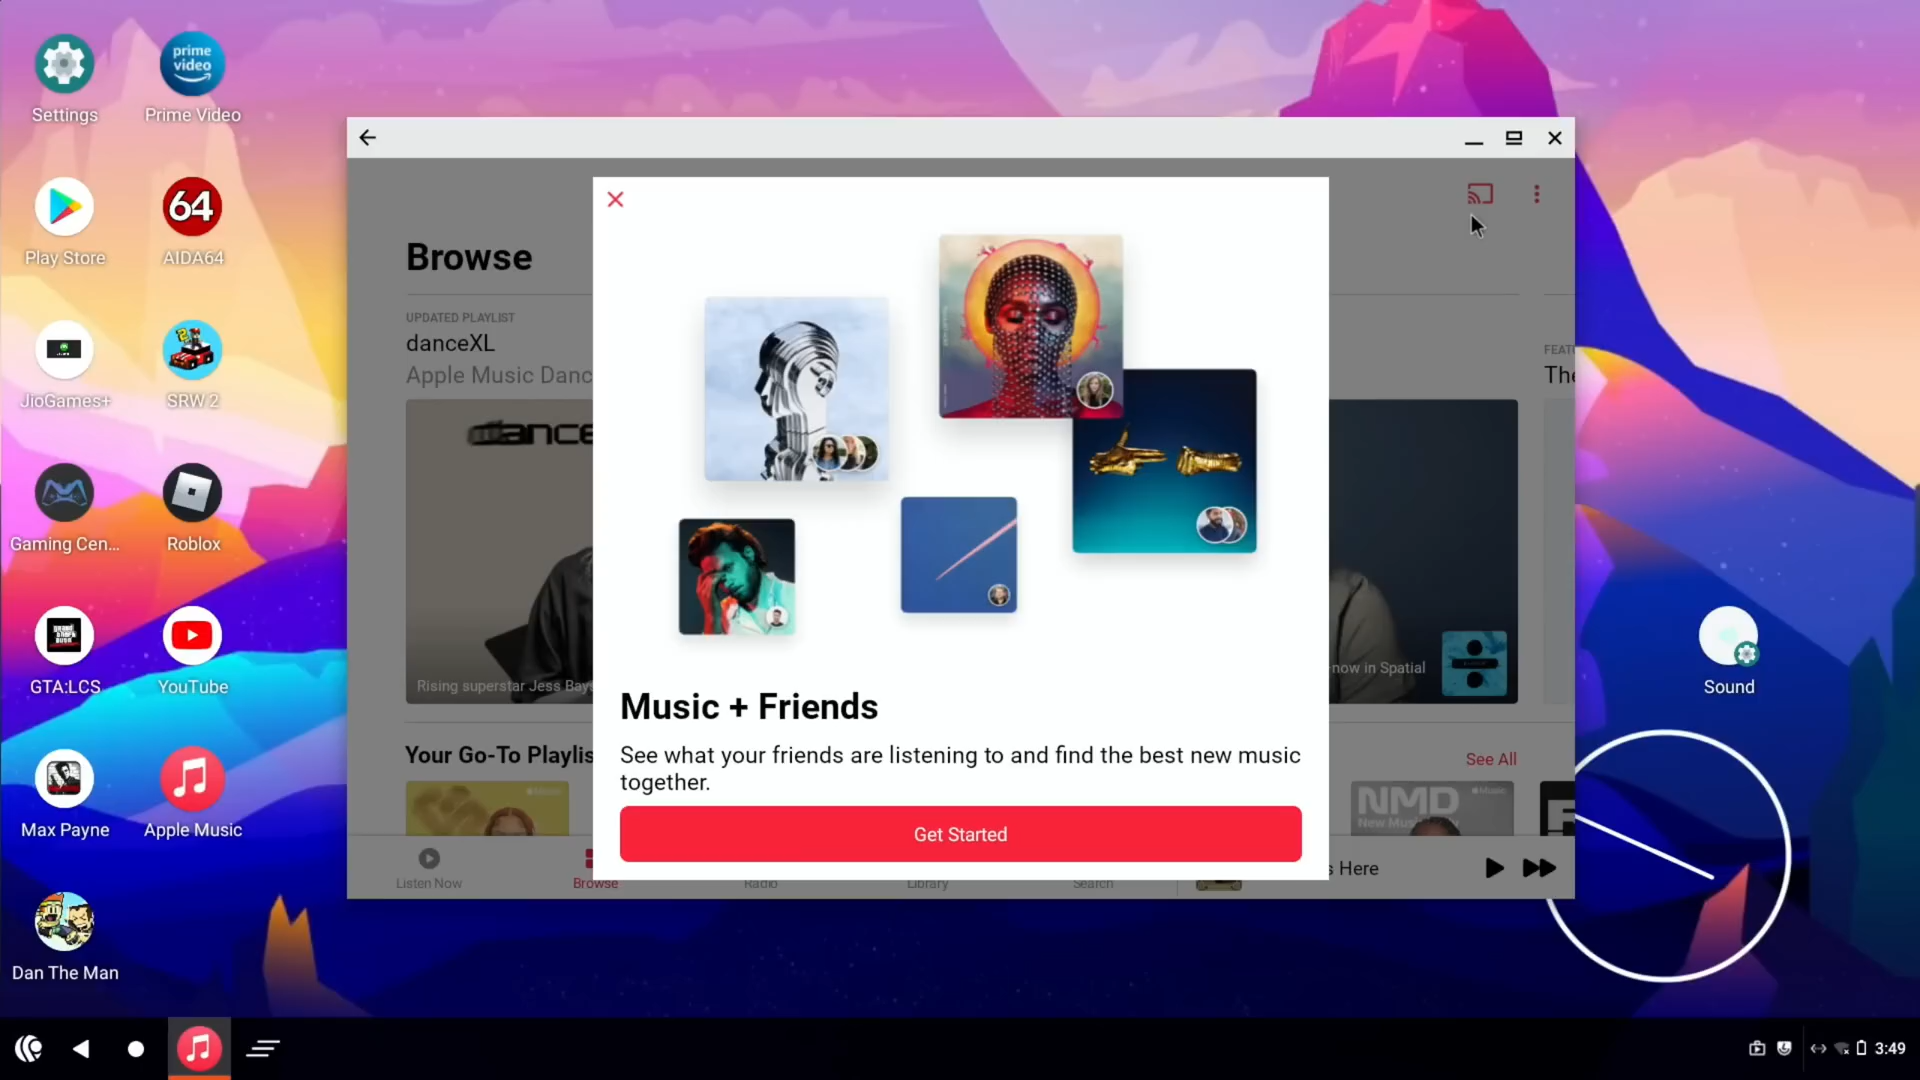 Settings
prime
video
Prime Video
Play Store
64
AIDA64
JioGames+
SRW 2
Gaming Cen...
Roblox
GTA:LCS
YouTube
Max Payne
Apple Music
Dan The Man
Browse
UPDATED PLAYLIST
danceXL
Apple Music Danc
dance
Rising superstar Jess Bay
Your Go-To Playlis
FEAT
The
now in Spatial
See All
NMD
New Mus
Music
Music + Friends
See what your friends are listening to and find the best new music
together.
Get Started
Listen Now
Browse
Radio
Library
Search
s Here
Sound
3:49